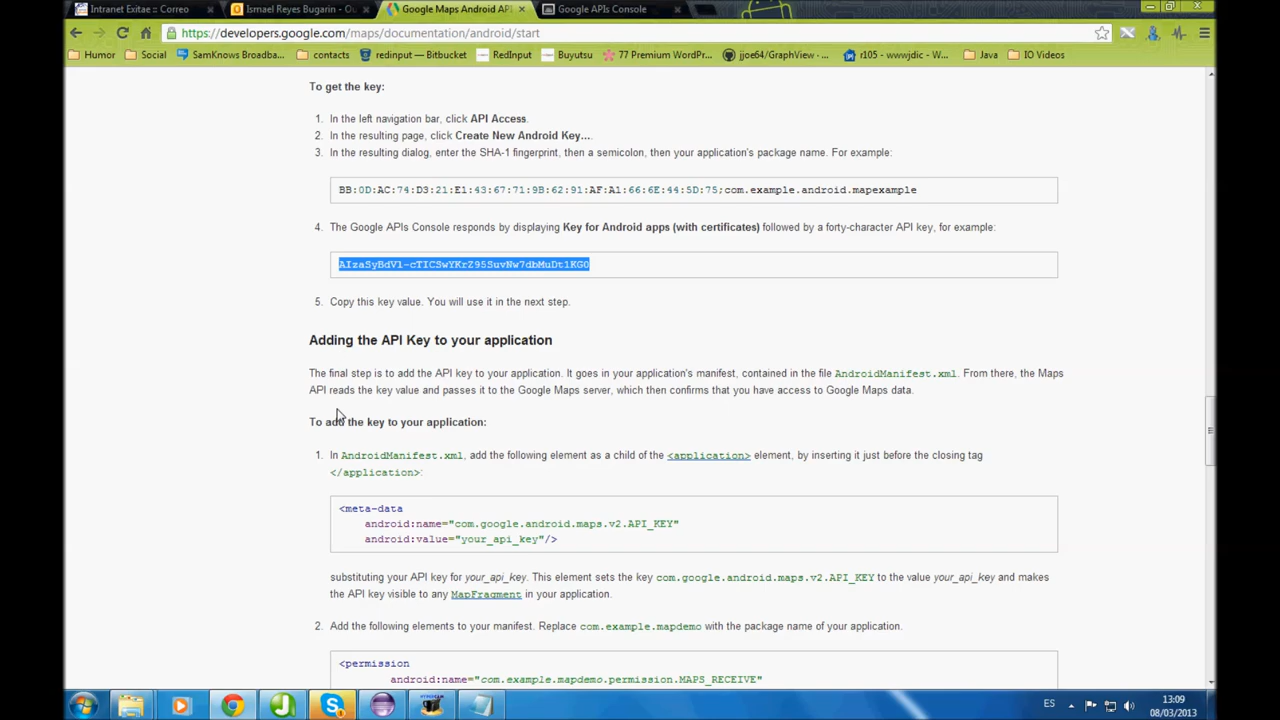 Intranet Exitae :: Correo
Ismael Reyes Bugarin - Ou
Google Maps Android API
Google APIs Console
https://developers.google.com/maps/documentation/android/start
Humor
Social
SamKnows Broadba...
contacts
redinput — Bitbucket
RedInput
Buyutsu
77 Premium WordPr...
jjoe64/GraphView · ...
r105 - wwwjdic - W...
Java
IO Videos
To get the key:
1. In the left navigation bar, click API Access.
2. In the resulting page, click Create New Android Key....
3. In the resulting dialog, enter the SHA-1 fingerprint, then a semicolon, then your application's package name. For example:
BB:0D:AC:74:D3:21:E1:43:67:71:9B:62:91:AF:A1:66:6E:44:5D:75;com.example.android.mapexample
4. The Google APIs Console responds by displaying Key for Android apps (with certificates) followed by a forty-character API key, for example:
AIzaSyBdVl-cTICSwYKrZ95SuvNw7dbMuDt1KG0
5. Copy this key value. You will use it in the next step.
Adding the API Key to your application
The final step is to add the API key to your application. It goes in your application's manifest, contained in the file AndroidManifest.xml. From there, the Maps
API reads the key value and passes it to the Google Maps server, which then confirms that you have access to Google Maps data.
To add the key to your application:
1. In AndroidManifest.xml, add the following element as a child of the <application> element, by inserting it just before the closing tag
</application>:
<meta-data
android:name="com.google.android.maps.v2.API_KEY"
android:value="your_api_key"/>
substituting your API key for your_api_key. This element sets the key com.google.android.maps.v2.API_KEY to the value your_api_key and makes
the API key visible to any MapFragment in your application.
2. Add the following elements to your manifest. Replace com.example.mapdemo with the package name of your application.
<permission
android:name="com.example.mapdemo.permission.MAPS_RECEIVE"
ES
13:09
08/03/2013